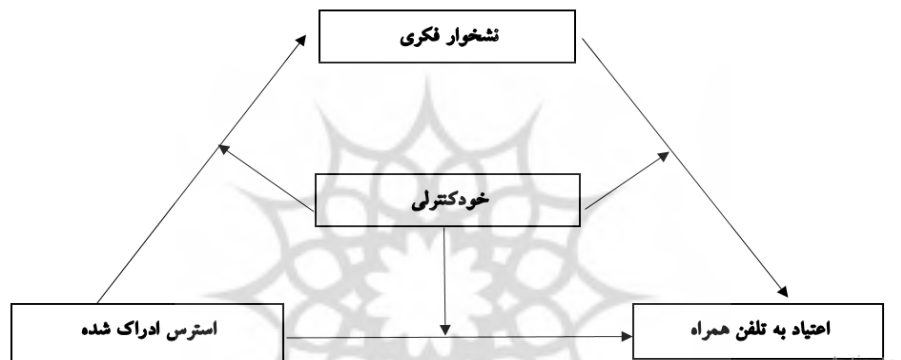 نشخوار فکری
خودکنترلی
استرس ادراک شده
اعتیاد به تلفن همراه